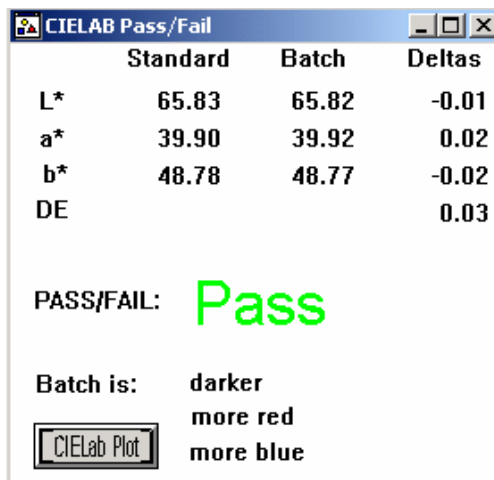 CIELAB Pass/Fail
Standard Batch Deltas
L* 65.83 65.82 -0.01
a* 39.90 39.92 0.02
b* 48.78 48.77 -0.02
DE 0.03
PASS/FAIL: Pass
Batch is: darker
more red
CIELab Plot more blue